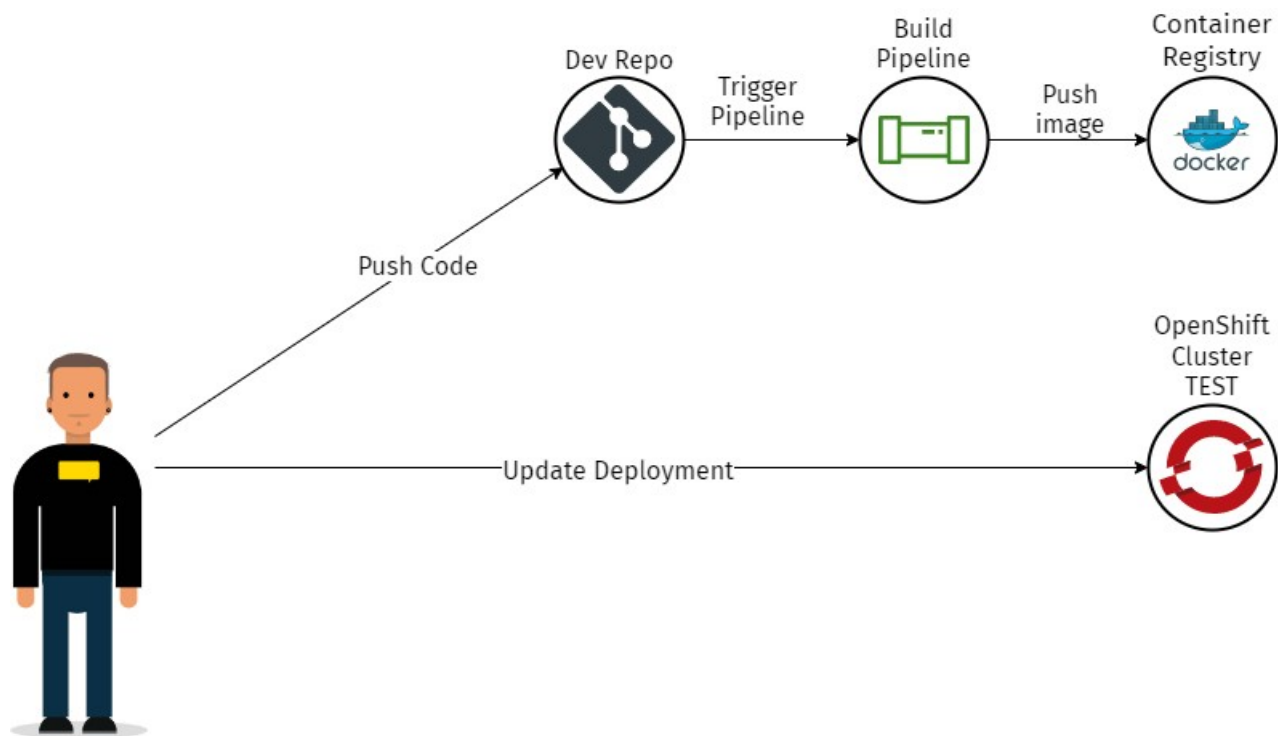 Dev Repo
Trigger
Pipeline
Build
Pipeline
Push
image
Container
Registry
docker
Push Code
OpenShift
Cluster
TEST
Update Deployment